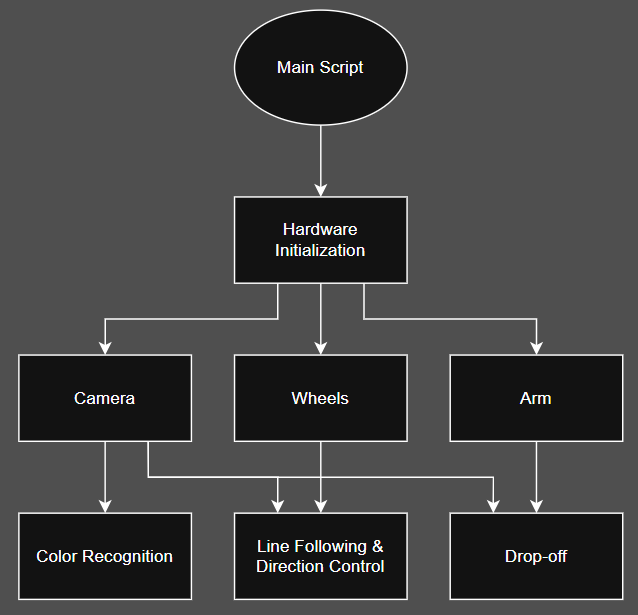 Main Script
Hardware
Initialization
Camera
Wheels
Arm
Color Recognition
Line Following &
Direction Control
Drop-off